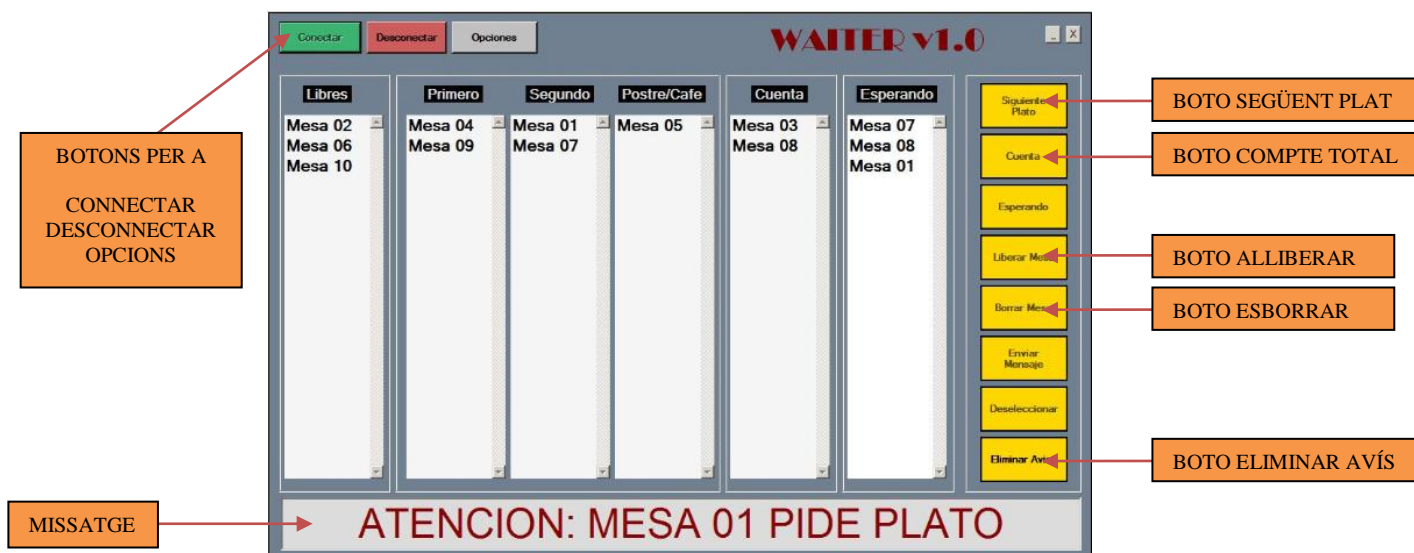 Conectar
Desconectar
Opciones
WAITER v1.0
_ X
Libres
Mesa 02
Mesa 06
Mesa 10
Primero
Mesa 04
Mesa 09
Segundo
Mesa 01
Mesa 07
Postre/Cafe
Mesa 05
Cuenta
Mesa 03
Mesa 08
Esperando
Mesa 07
Mesa 08
Mesa 01
Siguiente
Plato
Cuenta
Esperando
Liberar Mesa
Borrar Mesa
Enviar
Mensaje
Deseleccionar
Eliminar Aviso
ATENCION: MESA 01 PIDE PLATO
BOTONS PER A
CONNECTAR
DESCONNECTAR
OPCIONS
MISSATGE
BOTO SEGÜENT PLAT
BOTO COMPTE TOTAL
BOTO ALLIBERAR
BOTO ESBORRAR
BOTO ELIMINAR AVÍS